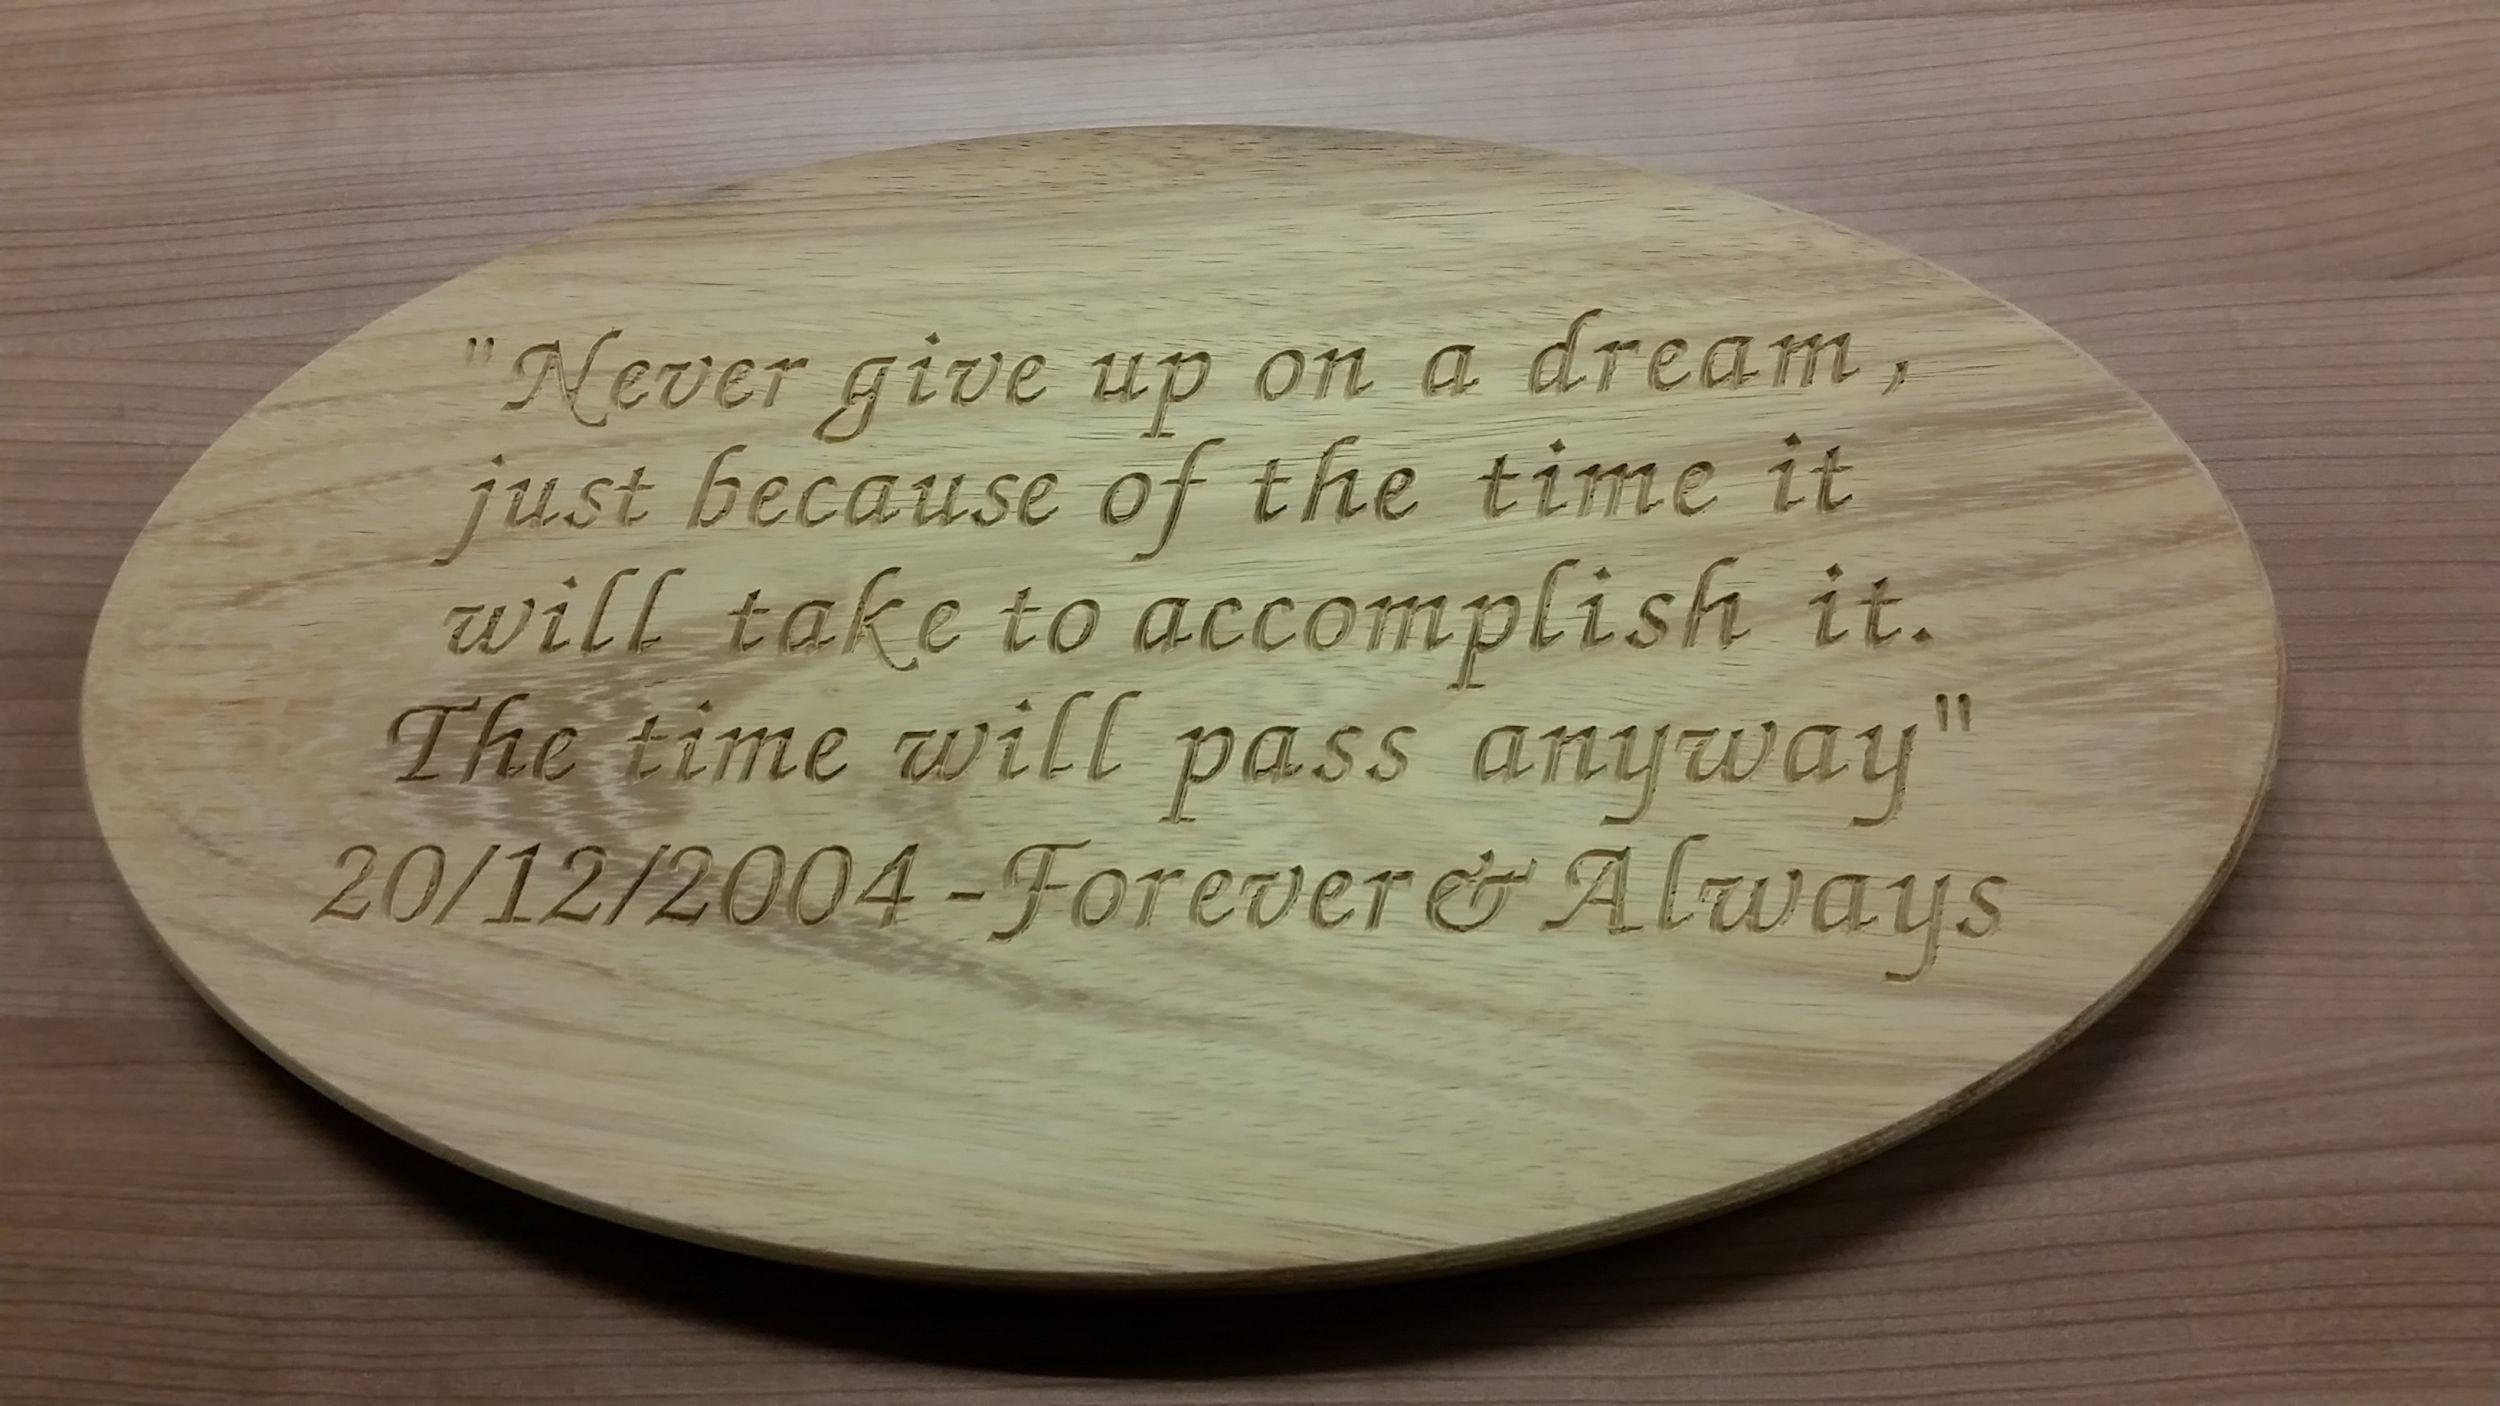 "Never give up on a dream,
just because of the time it
will take to accomplish it.
The time will pass anyway"
20/12/2004 - Forever & Always